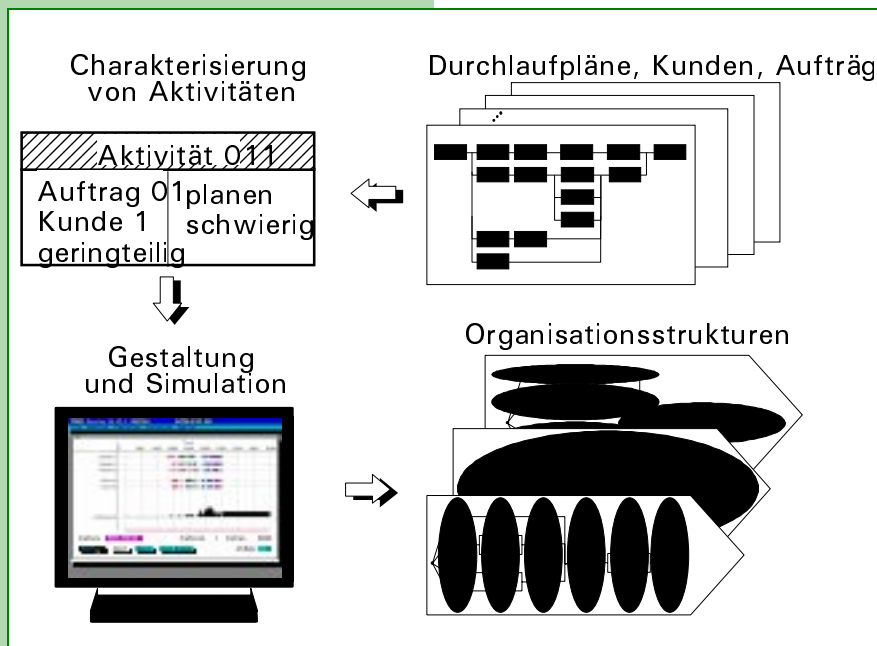 Charakterisierung
von Aktivitäten
Durchlaufpläne, Kunden, Aufträg
Aktivität 011
Auftrag 01
Kunde 1
geringteilig
planen
schwierig
Gestaltung
und Simulation
Organisationsstrukturen